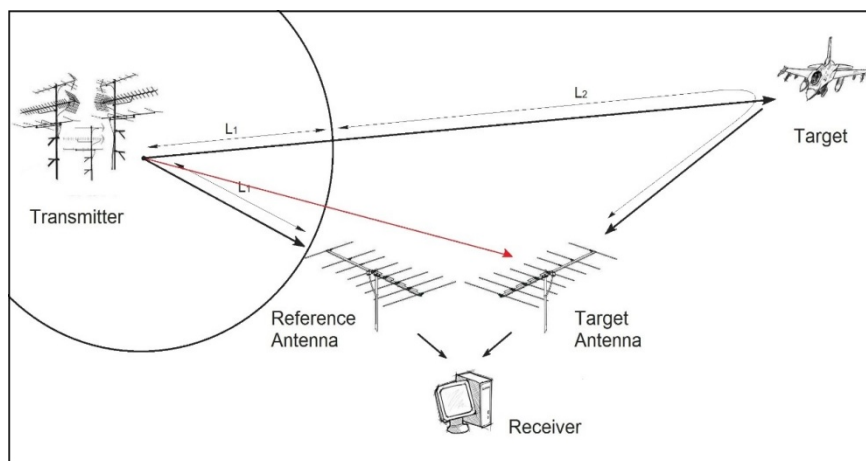 L₁
L₂
Target
L₁
Transmitter
Reference
Antenna
Target
Antenna
Receiver